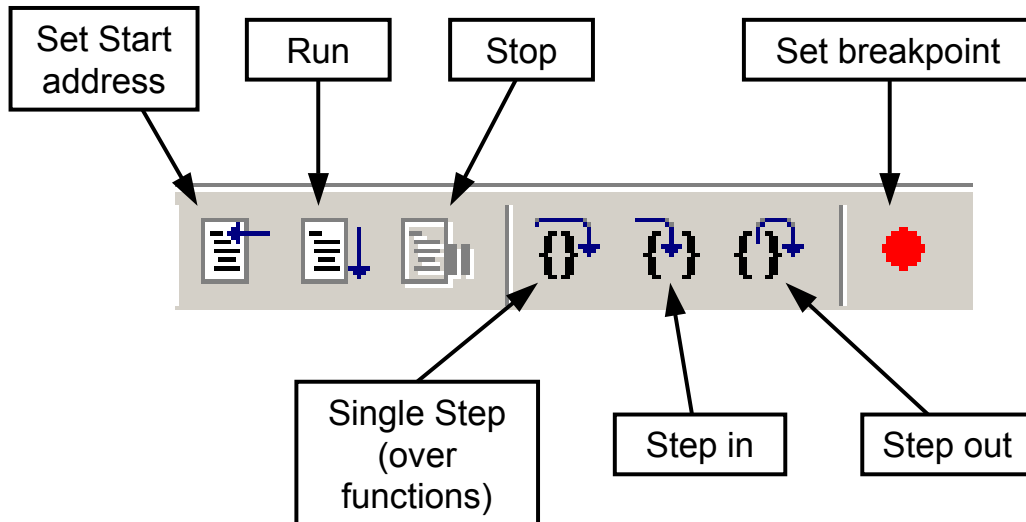 Set Start
address
Run
Stop
Set breakpoint
Single Step
(over
functions)
Step in
Step out